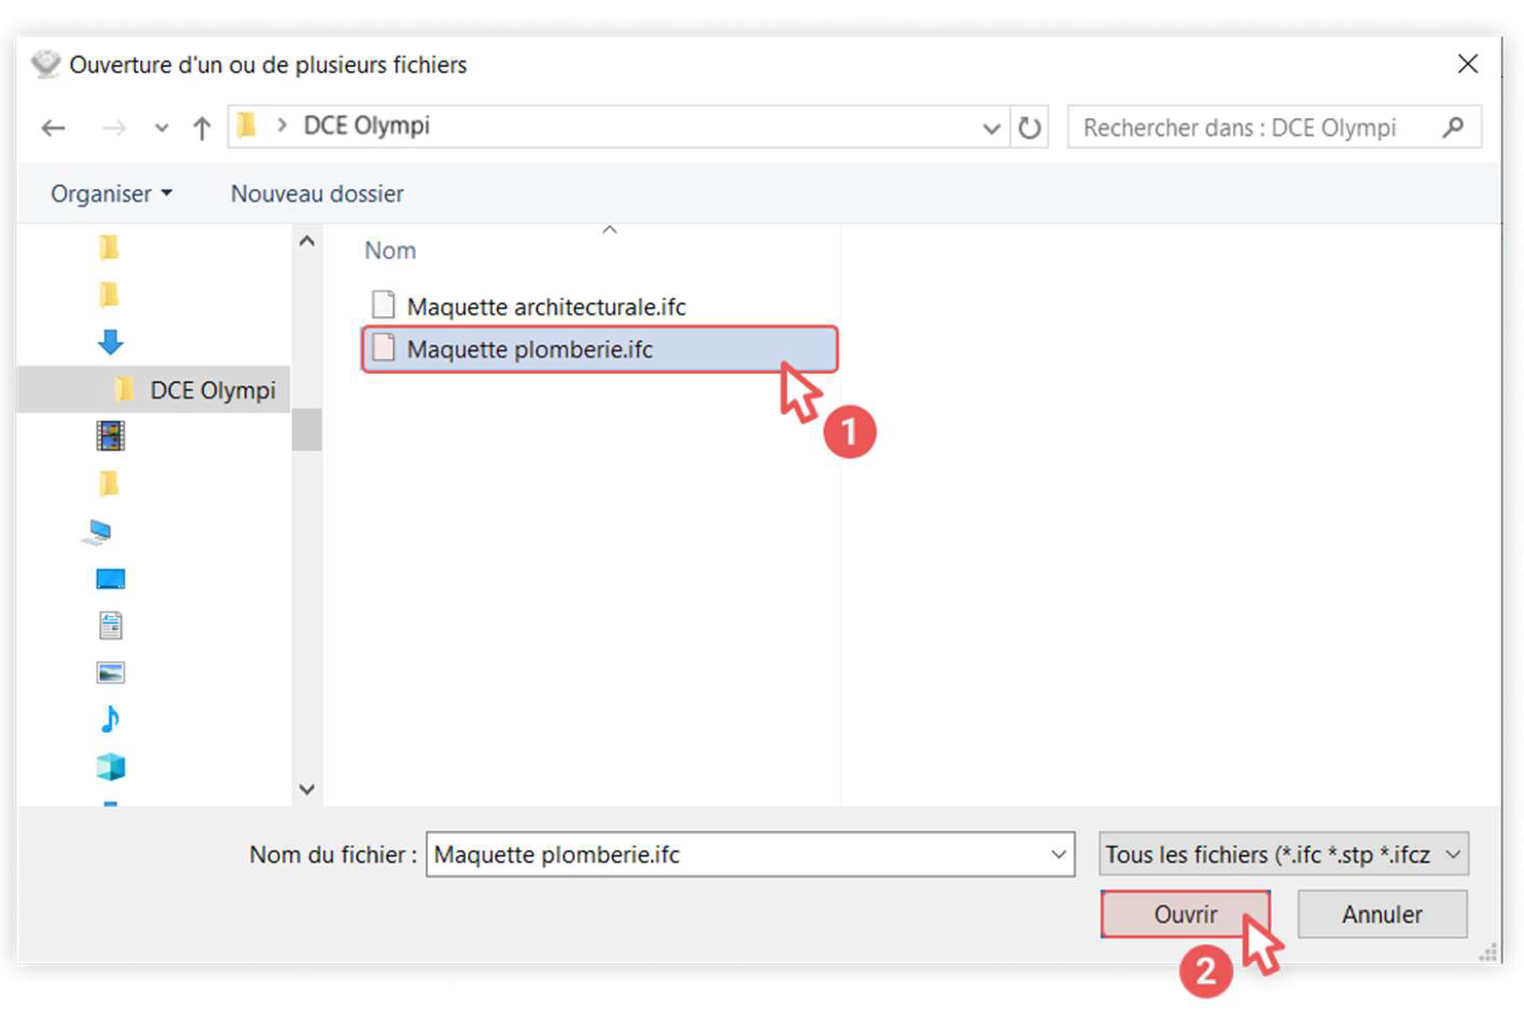 Ouverture d'un ou de plusieurs fichiers
DCE Olympi
Rechercher dans : DCE Olympi
Organiser
Nouveau dossier
Nom
Maquette architecturale.ifc
Maquette plomberie.ifc
DCE Olympi
1
Nom du fichier :
Maquette plomberie.ifc
Tous les fichiers (*.ifc *.stp *.ifcz
Ouvrir
Annuler
2